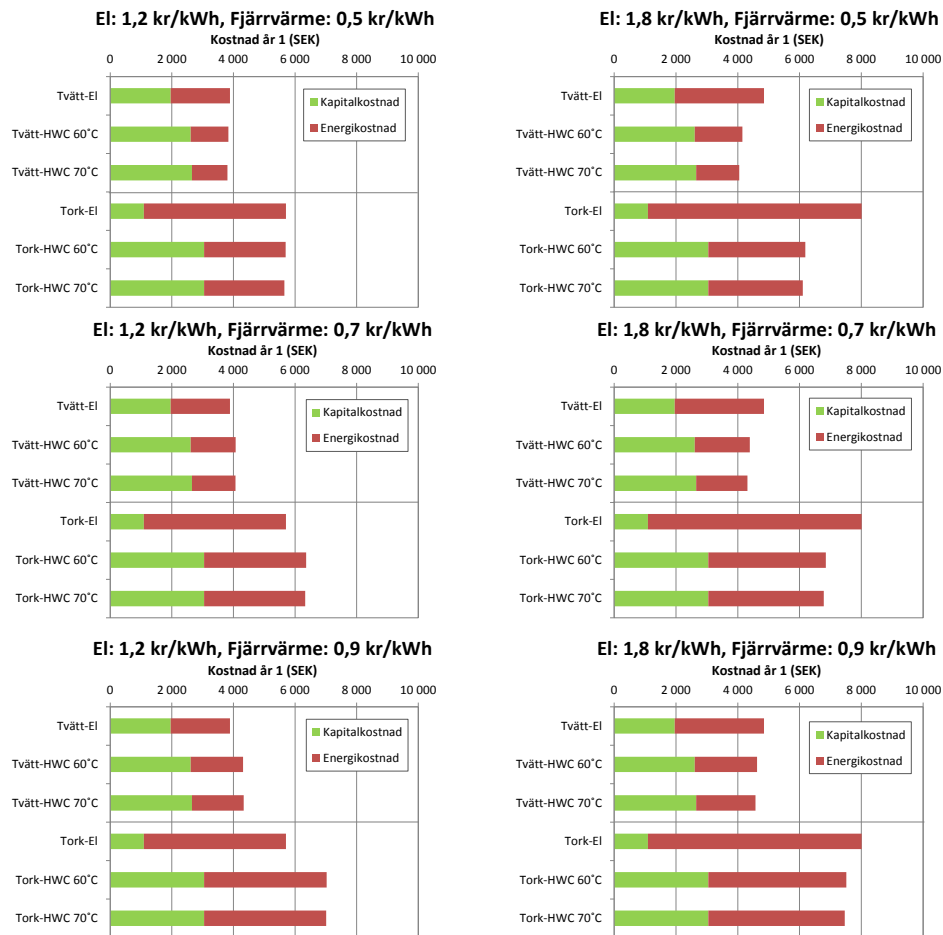 El: 1,2 kr/kWh, Fjärrvärme: 0,5 kr/kWh
Kostnad år 1 (SEK)
0 2 000 4 000 6 000 8 000 10 000
Tvätt-El
Tvätt-HWC 60˚C
Tvätt-HWC 70˚C
Tork-El
Tork-HWC 60˚C
Tork-HWC 70˚C
Kapitalkostnad
Energikostnad
El: 1,8 kr/kWh, Fjärrvärme: 0,5 kr/kWh
Kostnad år 1 (SEK)
0 2 000 4 000 6 000 8 000 10 000
Tvätt-El
Tvätt-HWC 60˚C
Tvätt-HWC 70˚C
Tork-El
Tork-HWC 60˚C
Tork-HWC 70˚C
Kapitalkostnad
Energikostnad
El: 1,2 kr/kWh, Fjärrvärme: 0,7 kr/kWh
Kostnad år 1 (SEK)
0 2 000 4 000 6 000 8 000 10 000
Tvätt-El
Tvätt-HWC 60˚C
Tvätt-HWC 70˚C
Tork-El
Tork-HWC 60˚C
Tork-HWC 70˚C
Kapitalkostnad
Energikostnad
El: 1,8 kr/kWh, Fjärrvärme: 0,7 kr/kWh
Kostnad år 1 (SEK)
0 2 000 4 000 6 000 8 000 10 000
Tvätt-El
Tvätt-HWC 60˚C
Tvätt-HWC 70˚C
Tork-El
Tork-HWC 60˚C
Tork-HWC 70˚C
Kapitalkostnad
Energikostnad
El: 1,2 kr/kWh, Fjärrvärme: 0,9 kr/kWh
Kostnad år 1 (SEK)
0 2 000 4 000 6 000 8 000 10 000
Tvätt-El
Tvätt-HWC 60˚C
Tvätt-HWC 70˚C
Tork-El
Tork-HWC 60˚C
Tork-HWC 70˚C
Kapitalkostnad
Energikostnad
El: 1,8 kr/kWh, Fjärrvärme: 0,9 kr/kWh
Kostnad år 1 (SEK)
0 2 000 4 000 6 000 8 000 10 000
Tvätt-El
Tvätt-HWC 60˚C
Tvätt-HWC 70˚C
Tork-El
Tork-HWC 60˚C
Tork-HWC 70˚C
Kapitalkostnad
Energikostnad